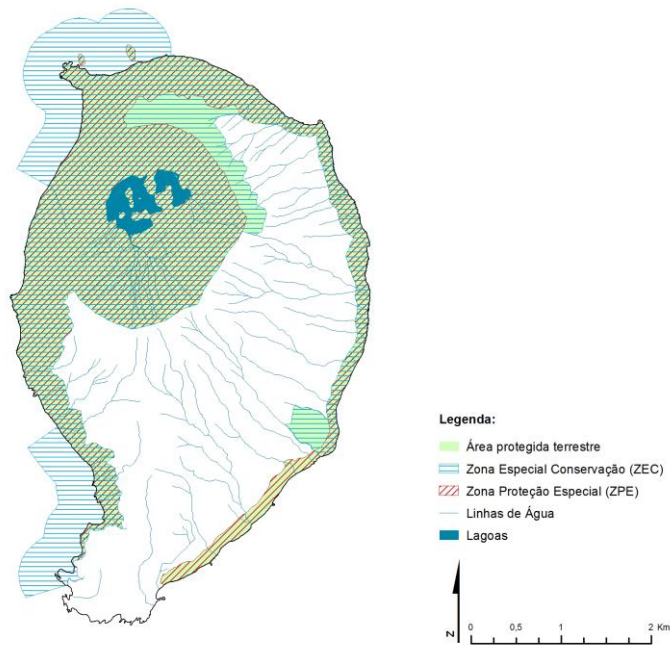 Legenda:
Área protegida terrestre
Zona Especial Conservação (ZEC)
Zona Proteção Especial (ZPE)
Linhas de Água
Lagoas
N
0 0,5 1 2 Km